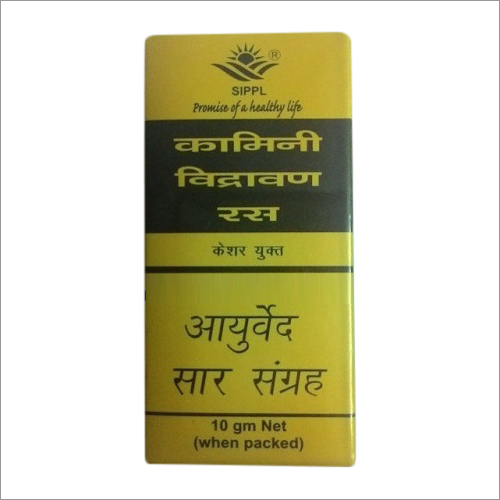 ®
SIPPL
Promise of a healthy life
कामिनी
विद्रावण
रस
केशर युक्त
आयुर्वेद
सार संग्रह
10 gm Net
(when packed)